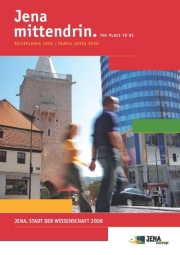 Jena
mittendrin. THE PLACE TO BE
REISEPLANER 2008 / TRAVEL GUIDE 2008
JENA. STADT DER WISSENSCHAFT 2008
JENA